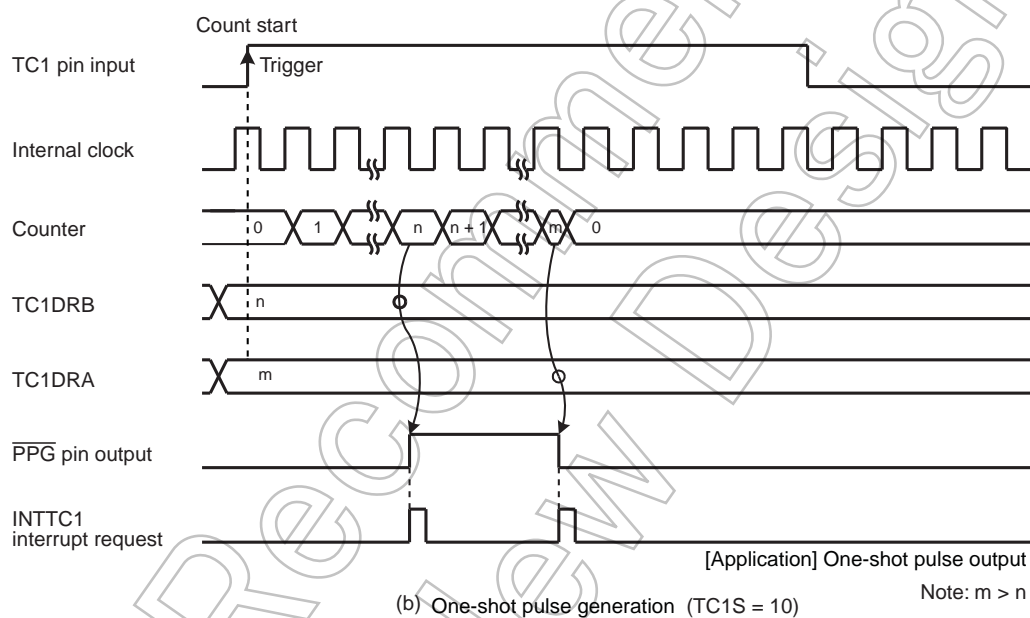 Count start
TC1 pin input
Trigger
Internal clock
Counter
0 1 n n + 1 m 0
TC1DRB
n
TC1DRA
m
PPG pin output
INTTC1
interrupt request
[Application] One-shot pulse output
Note: m > n
(b) One-shot pulse generation (TC1S = 10)